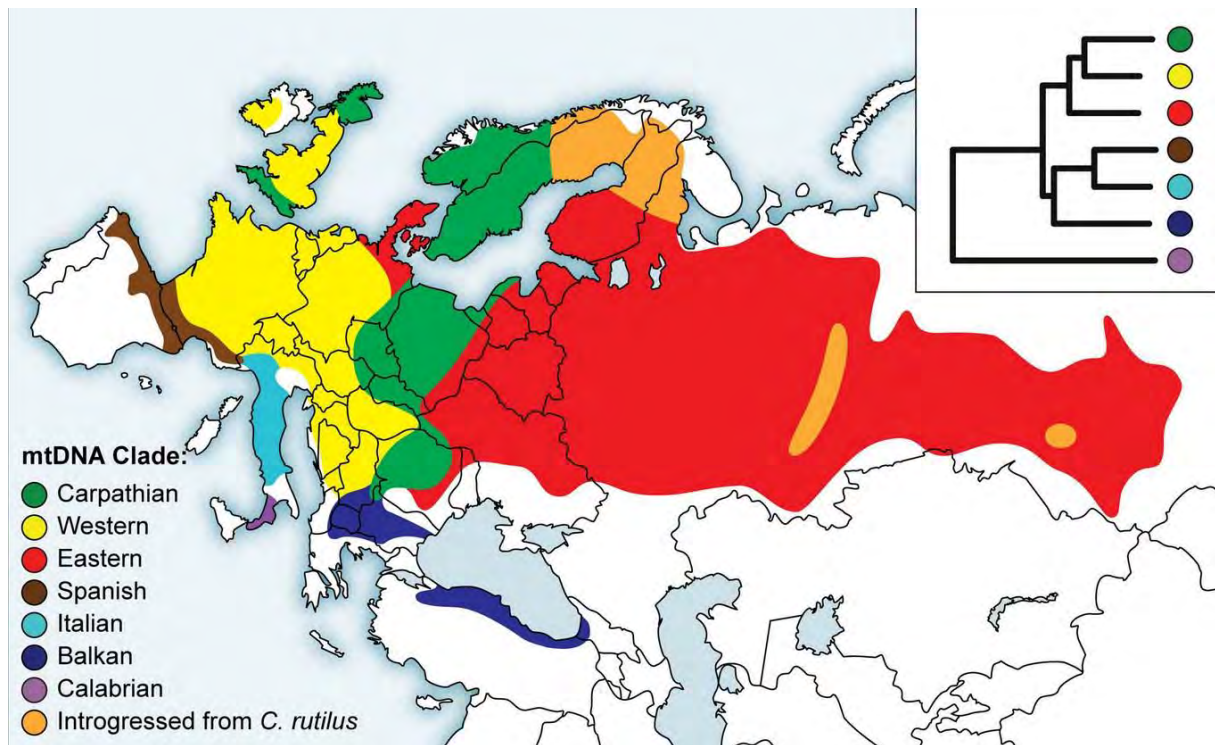 mtDNA Clade:
Carpathian
Western
Eastern
Spanish
Italian
Balkan
Calabrian
Introgressed from C. rutilus